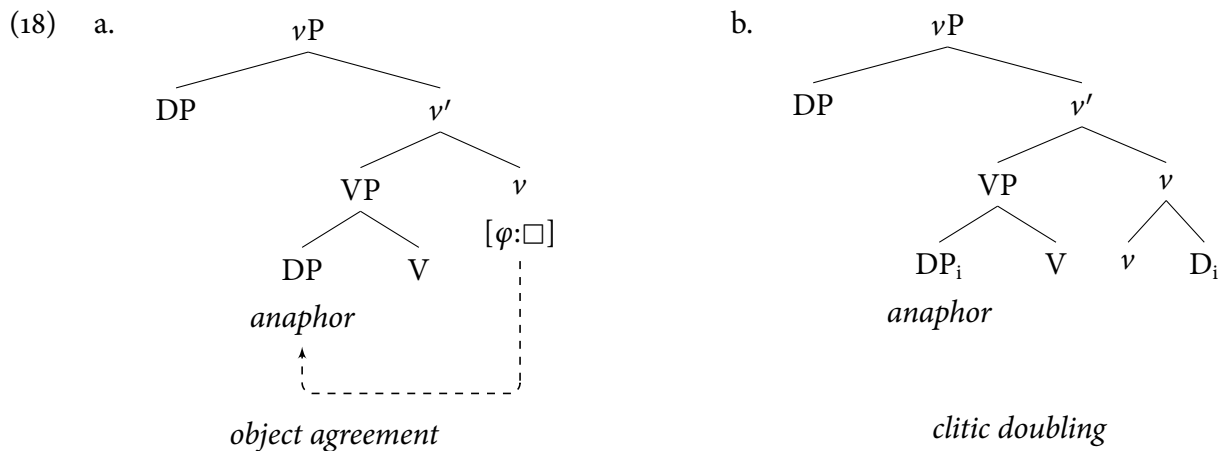 (18) a. vP b. vP
DP v′ DP v′
VP v VP v
[φ:□]
DP V DPᵢ V v Dᵢ
anaphor anaphor
object agreement clitic doubling